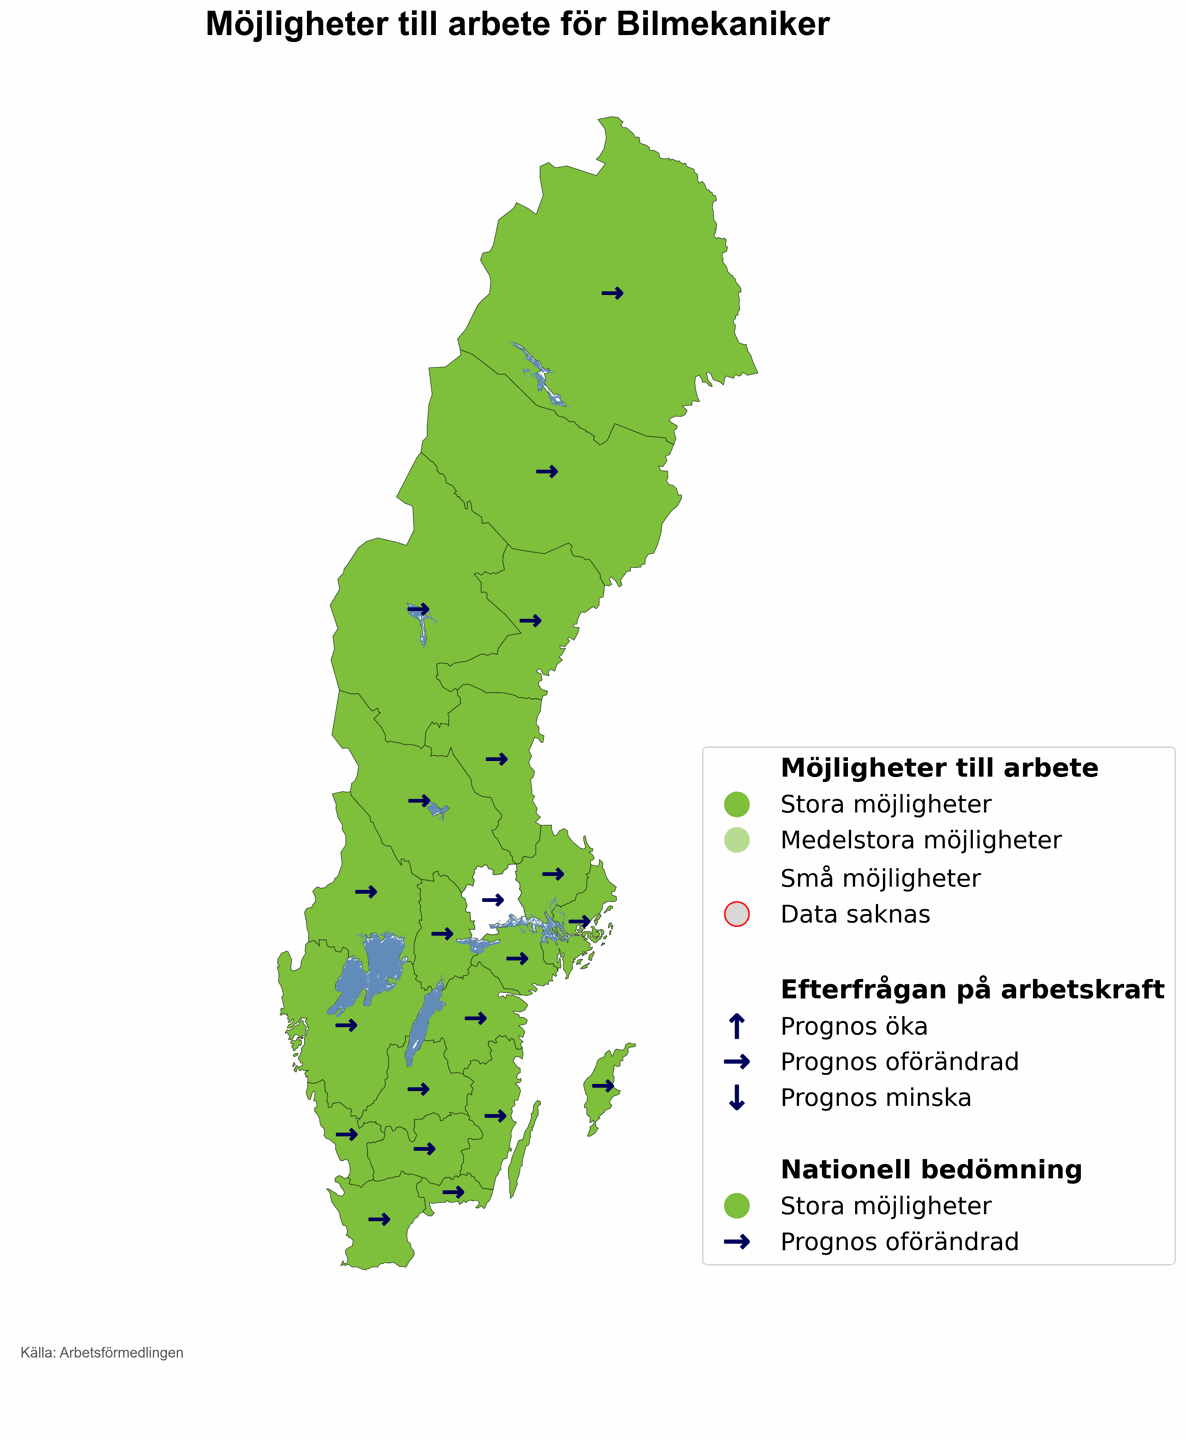 Möjligheter till arbete för Bilmekaniker
Möjligheter till arbete
Stora möjligheter
Medelstora möjligheter
Små möjligheter
Data saknas
Efterfrågan på arbetskraft
Prognos öka
Prognos oförändrad
Prognos minska
Nationell bedömning
Stora möjligheter
Prognos oförändrad
Källa: Arbetsförmedlingen